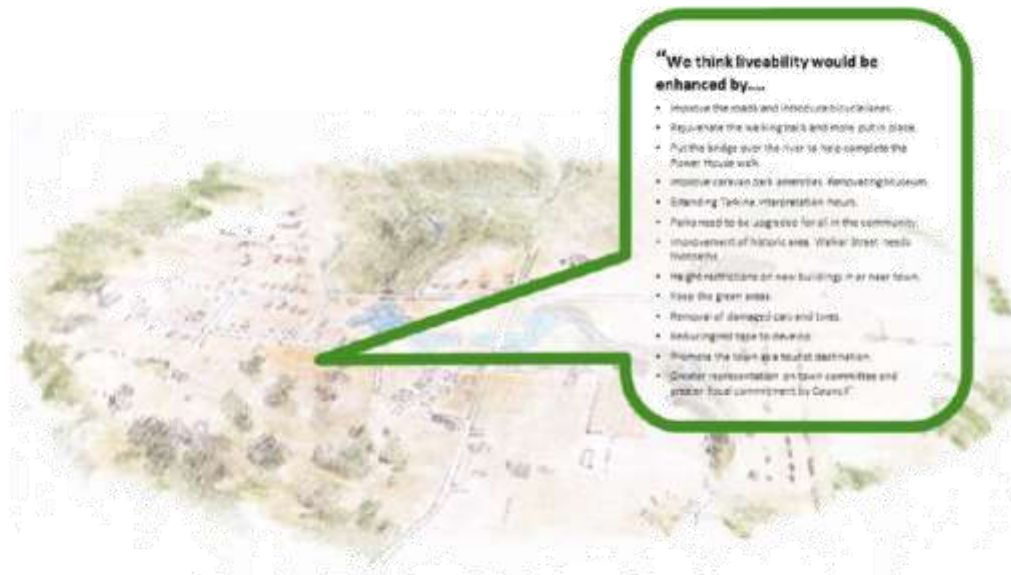 “We think liveability would be
enhanced by....
• Improve the roads and introduce bicycle lanes.
• Rejuvenate the walking track and more put in place.
• Put the bridge over the river to help complete the
Power House walk.
• Improve caravan park amenities. Renovating Museum.
• Extending Tarkine interpretation hours.
• Parks need to be upgraded for all in the community.
• Improvement of historic area. Walker Street needs
• Height restrictions on new buildings in or near town.
• Keep the green areas.
• Removal of damaged cars and tyres.
• Reducing red tape to develop.
• Promote the town as a tourist destination.
• Greater representation on town committee and
greater local commitment by Council”